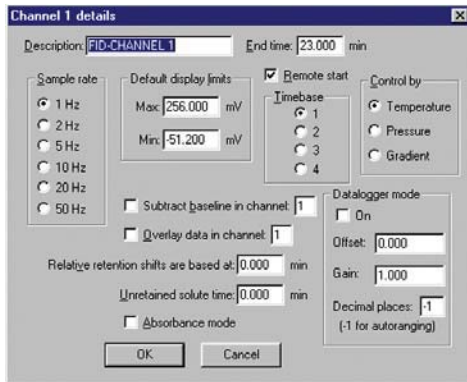 Channel 1 details
Description: FID-CHANNEL 1 End time: 23.000 min
Sample rate
1 Hz
2 Hz
5 Hz
10 Hz
20 Hz
50 Hz
Default display limits
Max: 256.000 mV
Min: -51.200 mV
Remote start
Timebase
1
2
3
4
Control by
Temperature
Pressure
Gradient
Subtract baseline in channel: 1
Overlay data in channel: 1
Relative retention shifts are based at: 0.000 min
Unretained solute time: 0.000 min
Absorbance mode
Datalogger mode
On
Offset: 0.000
Gain: 1.000
Decimal places: -1
(-1 for autoranging)
OK Cancel